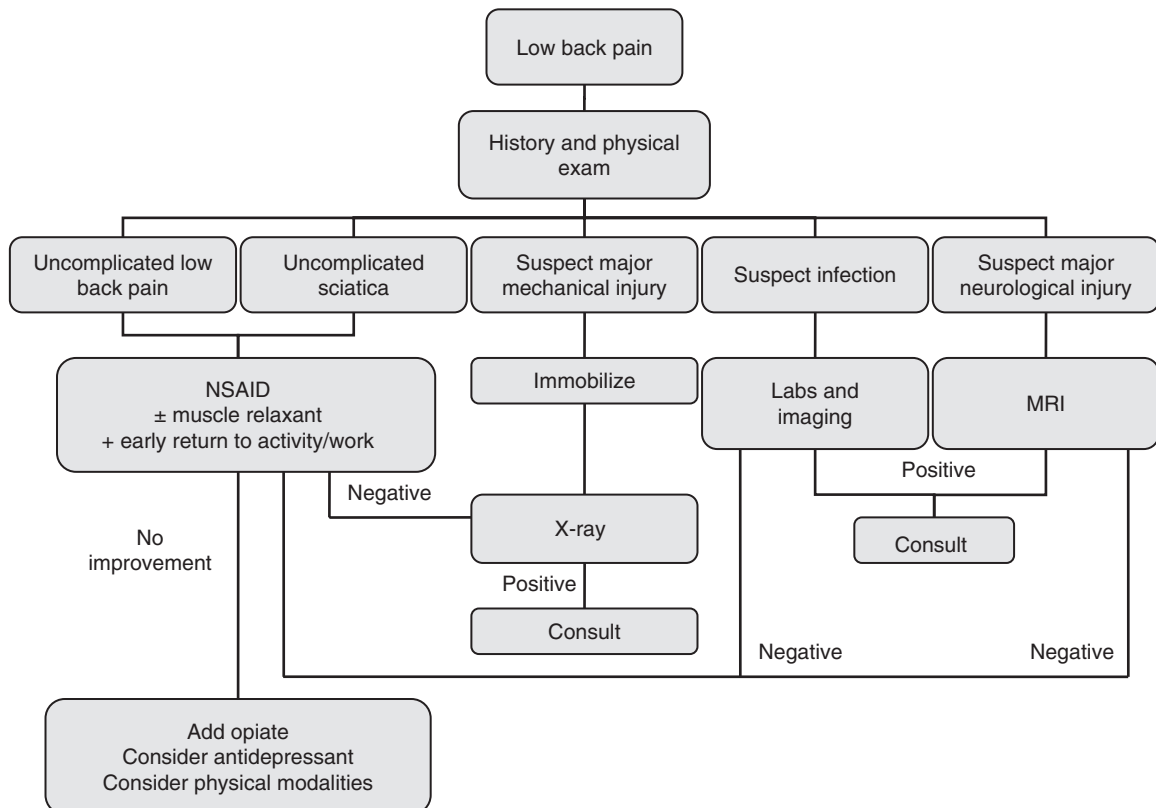 Low back pain
History and physical
exam
Uncomplicated low
back pain
Uncomplicated
sciatica
Suspect major
mechanical injury
Suspect infection
Suspect major
neurological injury
NSAID
± muscle relaxant
+ early return to activity/work
Immobilize
Labs and
imaging
MRI
Negative
Positive
No
improvement
X-ray
Consult
Positive
Consult
Negative
Negative
Add opiate
Consider antidepressant
Consider physical modalities